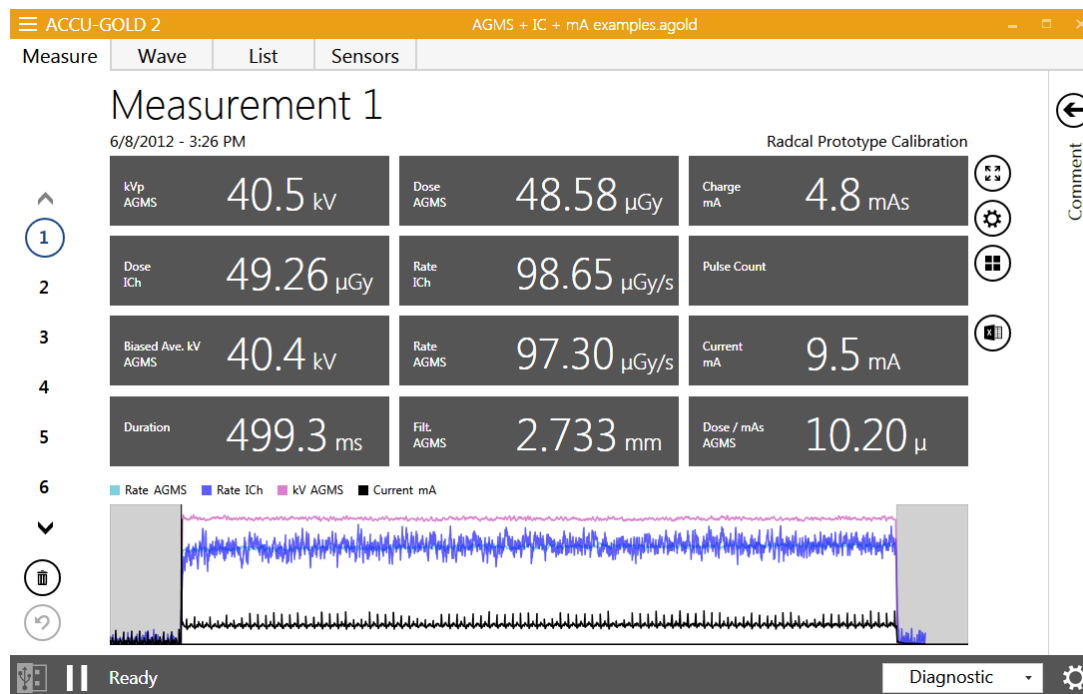 ACCU-GOLD 2
AGMS + IC + mA examples.agold
Measure Wave List Sensors
Measurement 1
6/8/2012 - 3:26 PM
Radcal Prototype Calibration
Comment
kVp AGMS 40.5 kV
Dose AGMS 48.58 µGy
Charge mA 4.8 mAs
Dose ICh 49.26 µGy
Rate ICh 98.65 µGy/s
Pulse Count
Biased Ave. kV AGMS 40.4 kV
Rate AGMS 97.30 µGy/s
Current mA 9.5 mA
Duration 499.3 ms
Filt. AGMS 2.733 mm
Dose / mAs AGMS 10.20 µ
1
2
3
4
5
6
Rate AGMS Rate ICh kV AGMS Current mA
Ready
Diagnostic